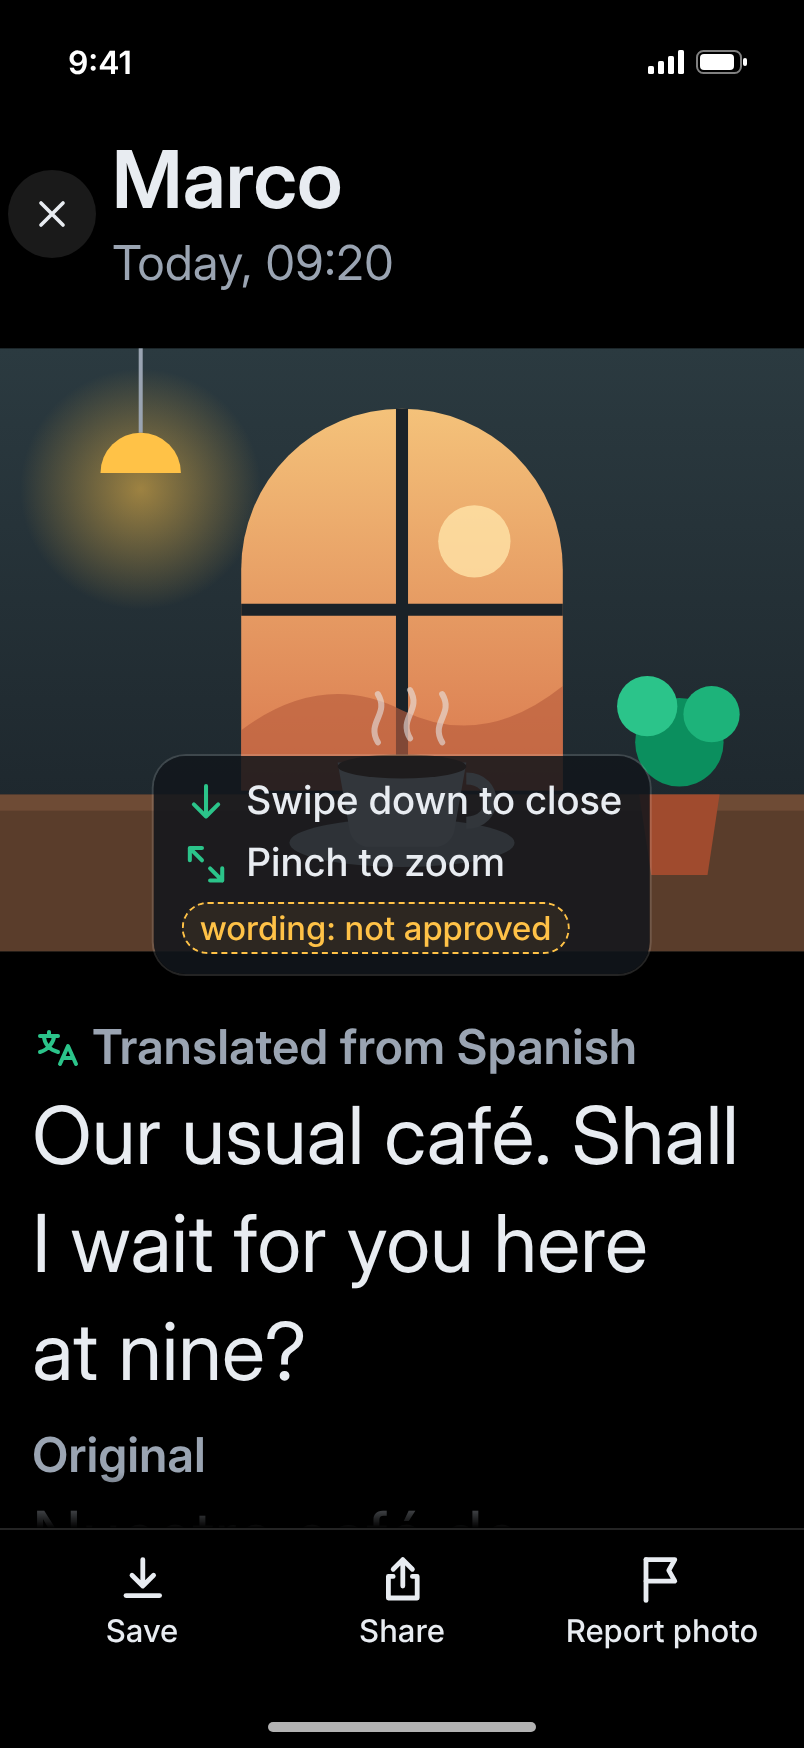 9:41
Marco
Today, 09:20
Swipe down to close
Pinch to zoom
wording: not approved
Translated from Spanish
Our usual café. Shall
I wait for you here
at nine?
Original
Save
Share
Report photo